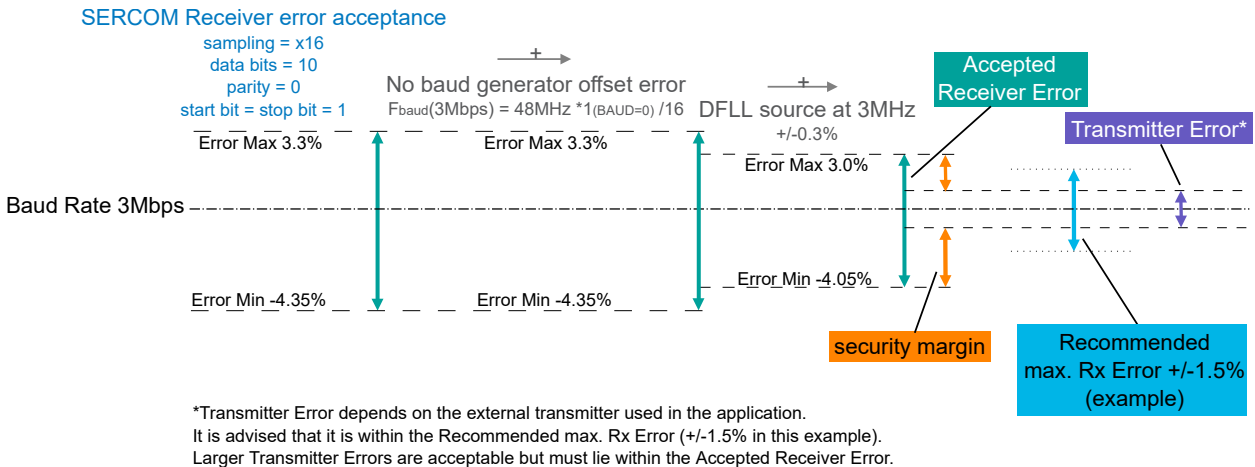 SERCOM Receiver error acceptance
sampling = x16
data bits = 10
parity = 0
start bit = stop bit = 1
+
No baud generator offset error
Fbaud(3Mbps) = 48MHz *1(BAUD=0) /16
+
DFLL source at 3MHz
+/-0.3%
Accepted
Receiver Error
Transmitter Error*
Error Max 3.3%
Error Max 3.3%
Error Max 3.0%
Baud Rate 3Mbps
Error Min -4.35%
Error Min -4.35%
Error Min -4.05%
security margin
Recommended
max. Rx Error +/-1.5%
(example)
*Transmitter Error depends on the external transmitter used in the application.
It is advised that it is within the Recommended max. Rx Error (+/-1.5% in this example).
Larger Transmitter Errors are acceptable but must lie within the Accepted Receiver Error.